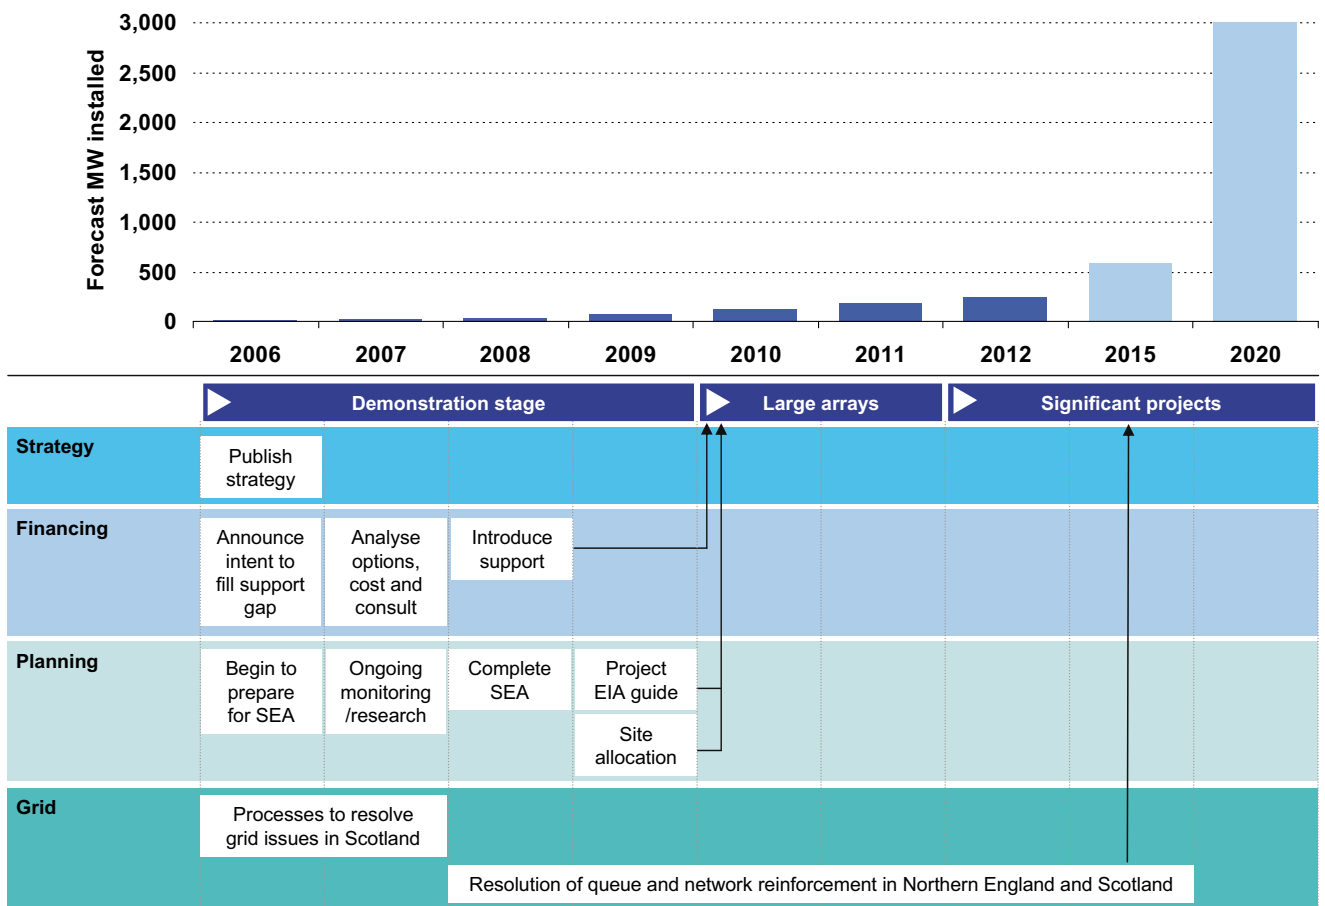 Forecast MW installed
3,000
2,500
2,000
1,500
1,000
500
0
2006 2007 2008 2009 2010 2011 2012 2015 2020
Demonstration stage
Large arrays
Significant projects
Strategy
Publish
strategy
Financing
Announce
intent to
fill support
gap
Analyse
options,
cost and
consult
Introduce
support
Planning
Begin to
prepare
for SEA
Ongoing
monitoring
/research
Complete
SEA
Project
EIA guide
Site
allocation
Grid
Processes to resolve
grid issues in Scotland
Resolution of queue and network reinforcement in Northern England and Scotland